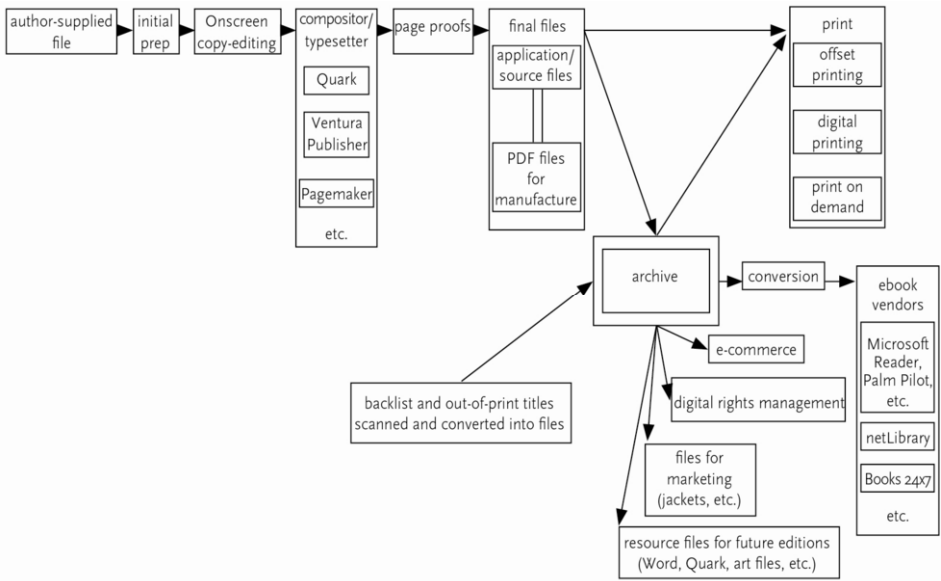 author-supplied
file
initial
prep
Onscreen
copy-editing
compositor/
typesetter
Quark
Ventura
Publisher
Pagemaker
etc.
page proofs
final files
application/
source files
PDF files
for
manufacture
print
offset
printing
digital
printing
print on
demand
archive
conversion
ebook
vendors
Microsoft
Reader,
Palm Pilot,
etc.
netLibrary
Books 24x7
etc.
e-commerce
digital rights management
files for
marketing
(jackets, etc.)
resource files for future editions
(Word, Quark, art files, etc.)
backlist and out-of-print titles
scanned and converted into files